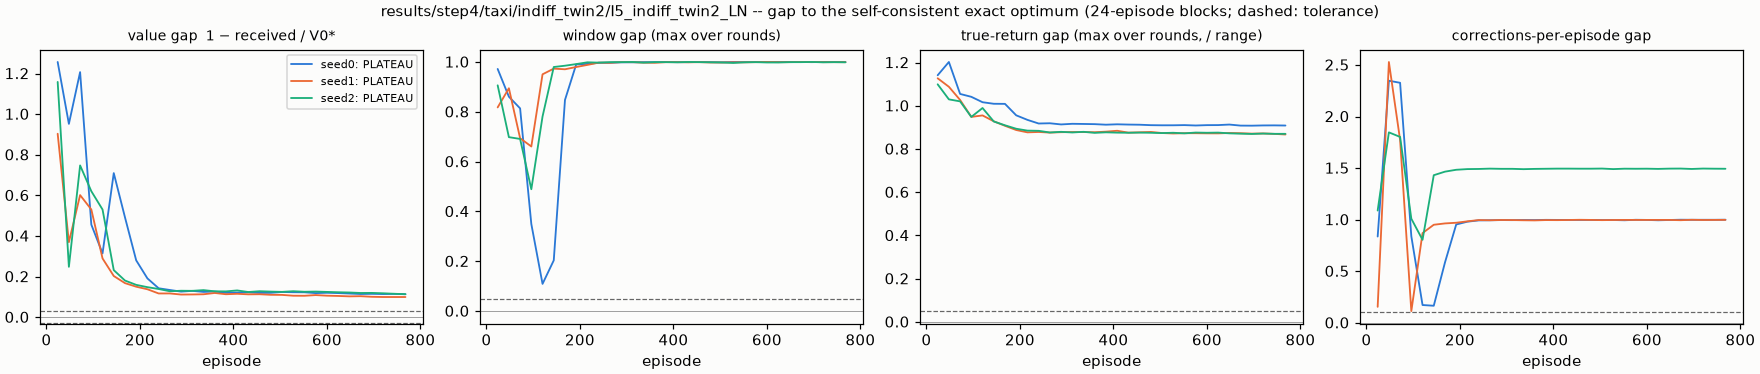 results/step4/taxi/indiff_twin2/l5_indiff_twin2_LN -- gap to the self-consistent exact optimum (24-episode blocks; dashed: tolerance)
value gap  1 − received / V0*
1.2
1.0
0.8
0.6
0.4
0.2
0.0
seed0: PLATEAU
seed1: PLATEAU
seed2: PLATEAU
0 200 400 600 800
episode
window gap (max over rounds)
1.0
0.8
0.6
0.4
0.2
0.0
0 200 400 600 800
episode
true-return gap (max over rounds, / range)
1.2
1.0
0.8
0.6
0.4
0.2
0.0
0 200 400 600 800
episode
corrections-per-episode gap
2.5
2.0
1.5
1.0
0.5
0.0
0 200 400 600 800
episode